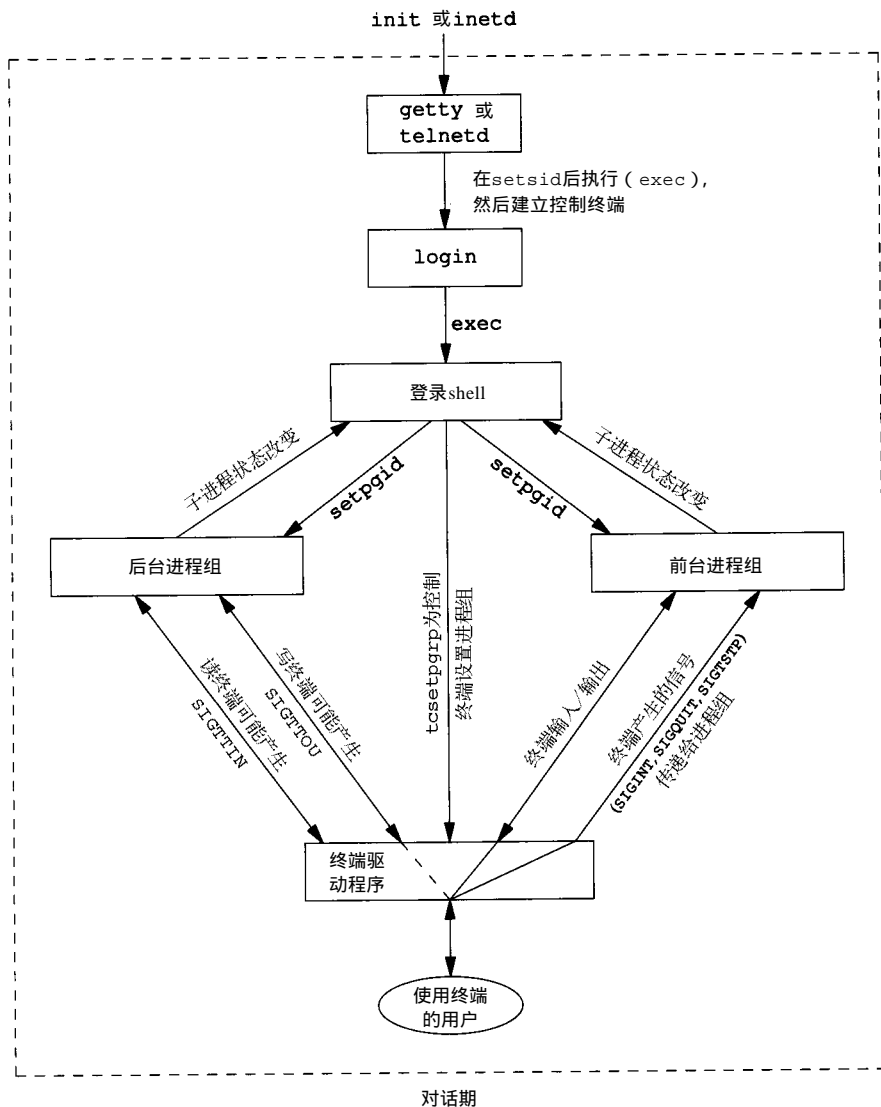 init 或inetd
getty 或
telnetd
在setsid后执行 ( exec ),
然后建立控制终端
login
exec
登录shell
子进程状态改变
setpgid
setpgid
子进程状态改变
后台进程组
前台进程组
读终端可能产生
SIGTTIN
写终端可能产生
SIGTTOU
tcsetpgrp为控制
终端设置进程组
终端输入/输出
终端产生的信号
(SIGINT,SIGQUIT,SIGTSTP)
传递给进程组
终端驱
动程序
使用终端
的用户
对话期